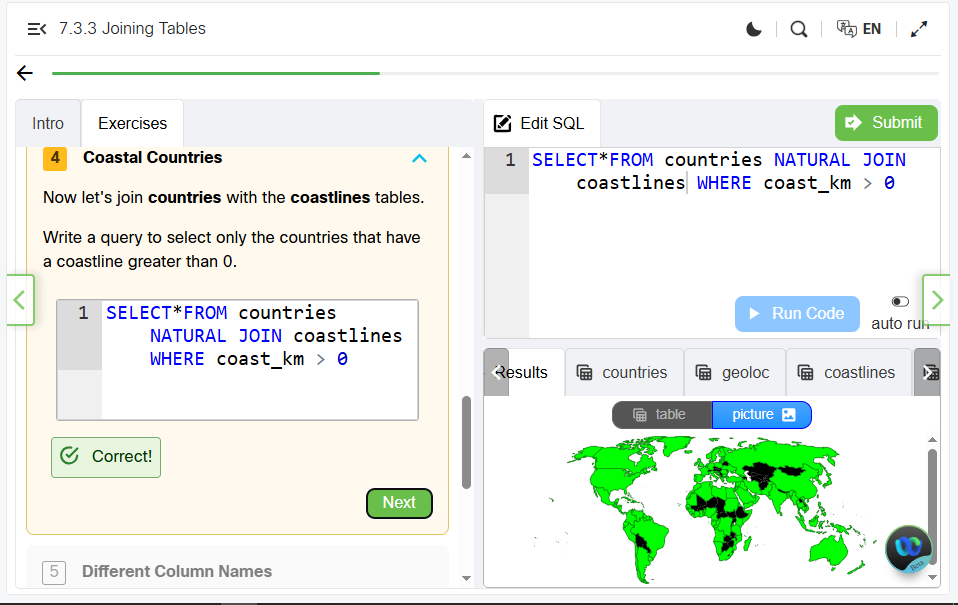 7.3.3 Joining Tables
EN
Intro
Exercises
4 Coastal Countries
Now let's join countries with the coastlines tables.
Write a query to select only the countries that have
a coastline greater than 0.
1 SELECT*FROM countries
NATURAL JOIN coastlines
WHERE coast_km > 0
Correct!
Next
5 Different Column Names
Edit SQL
Submit
1 SELECT*FROM countries NATURAL JOIN
coastlines WHERE coast_km > 0
Run Code
auto run
Results
countries
geoloc
coastlines
table
picture
Beta